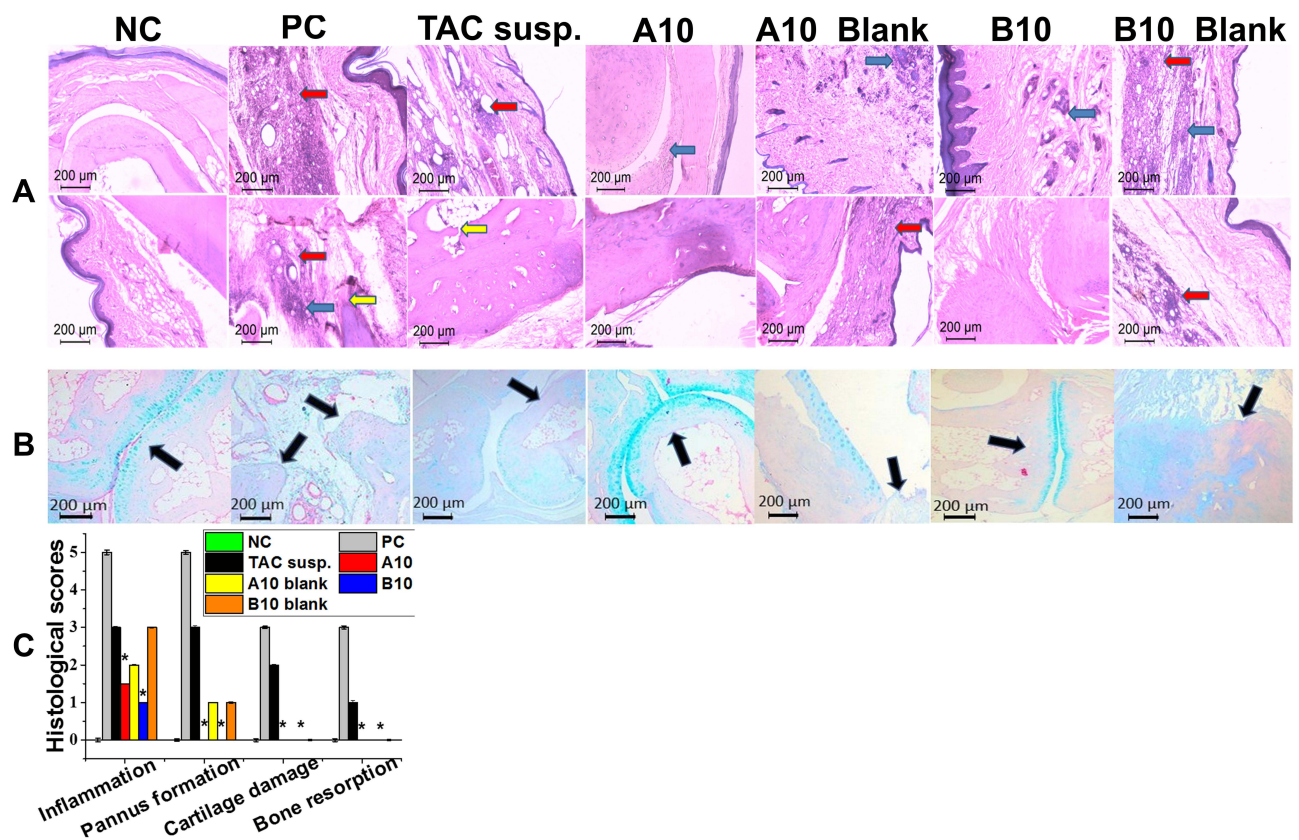 NC PC TAC susp. A10 A10 Blank B10 B10 Blank
A
200 µm 200 µm 200 µm 200 µm 200 µm 200 µm 200 µm
200 µm 200 µm 200 µm 200 µm 200 µm 200 µm 200 µm
B
200 µm 200 µm 200 µm 200 µm 200 µm 200 µm 200 µm
C
Histological scores
5
4
3
2
1
0
NC PC
TAC susp. A10
A10 blank B10
B10 blank
* *
* *
* *
* *
Inflammation
Pannus formation
Cartilage damage
Bone resorption